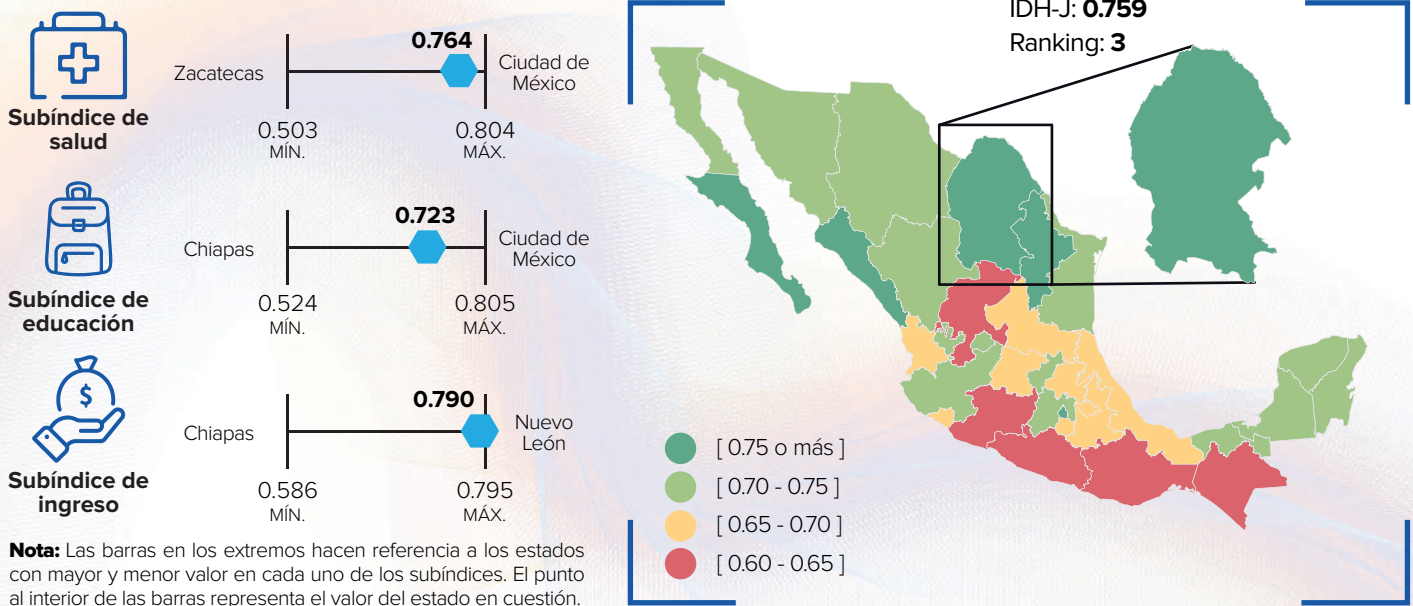 0.764
Zacatecas
Ciudad de
México
Subíndice de
salud
0.503
MÍN.
0.804
MÁX.
0.723
Chiapas
Ciudad de
México
Subíndice de
educación
0.524
MÍN.
0.805
MÁX.
$
0.790
Chiapas
Nuevo
León
Subíndice de
ingreso
0.586
MÍN.
0.795
MÁX.
Nota: Las barras en los extremos hacen referencia a los estados
con mayor y menor valor en cada uno de los subíndices. El punto
al interior de las barras representa el valor del estado en cuestión.
IDH-J: 0.759
Ranking: 3
[ 0.75 o más ]
[ 0.70 - 0.75 ]
[ 0.65 - 0.70 ]
[ 0.60 - 0.65 ]